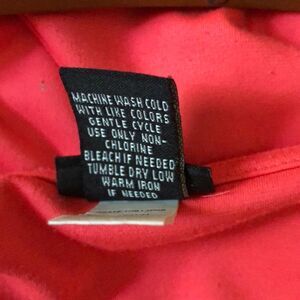 MACHINE WASH COLD
WITH LIKE COLORS
GENTLE CYCLE
USE ONLY NON-
CHLORINE
BLEACH IF NEEDED
TUMBLE DRY LOW
WARM IRON
IF NEEDED